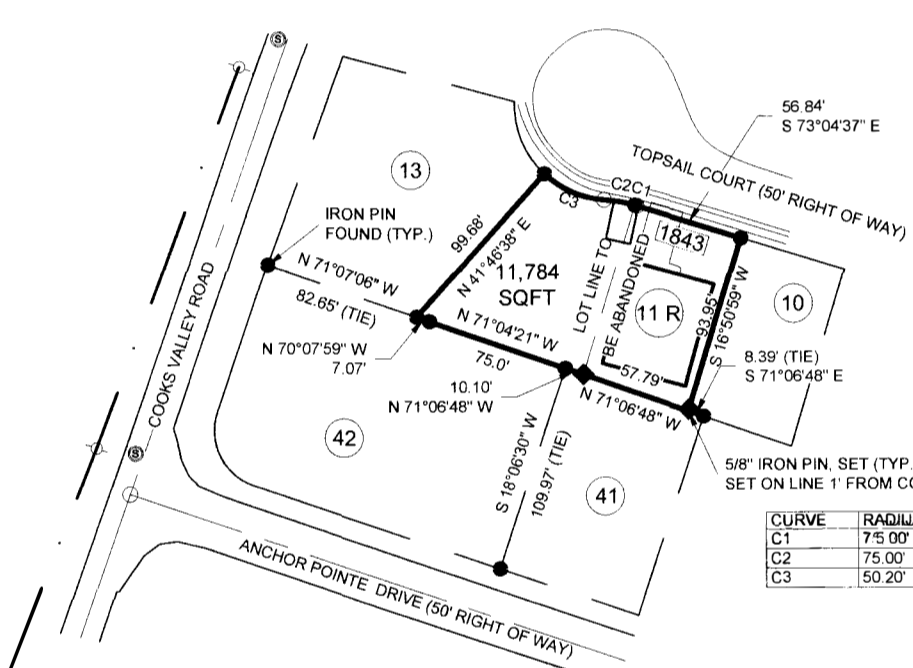 S
56.84'
S 73°04'37" E
TOPSAIL COURT (50' RIGHT OF WAY)
13
C3
C2C1
1843
IRON PIN
FOUND (TYP.)
99.68'
N 41°46'38" E
11,784
SQFT
LOT LINE TO
BE ABANDONED
11 R
93.95'
S 16°50'59" W
10
N 71°07'06" W
82.65' (TIE)
N 70°07'59" W
7.07'
N 71°04'21" W
75.0'
10.10'
N 71°06'48" W
57.79'
N 71°06'48" W
8.39' (TIE)
S 71°06'48" E
COOKS VALLEY ROAD
42
S 18°06'30" W
109.97' (TIE)
41
5/8" IRON PIN, SET (TYP.
SET ON LINE 1' FROM CO
S
ANCHOR POINTE DRIVE (50' RIGHT OF WAY)
CURVE
C1 75.00'
C2 75.00'
C3 50.20'